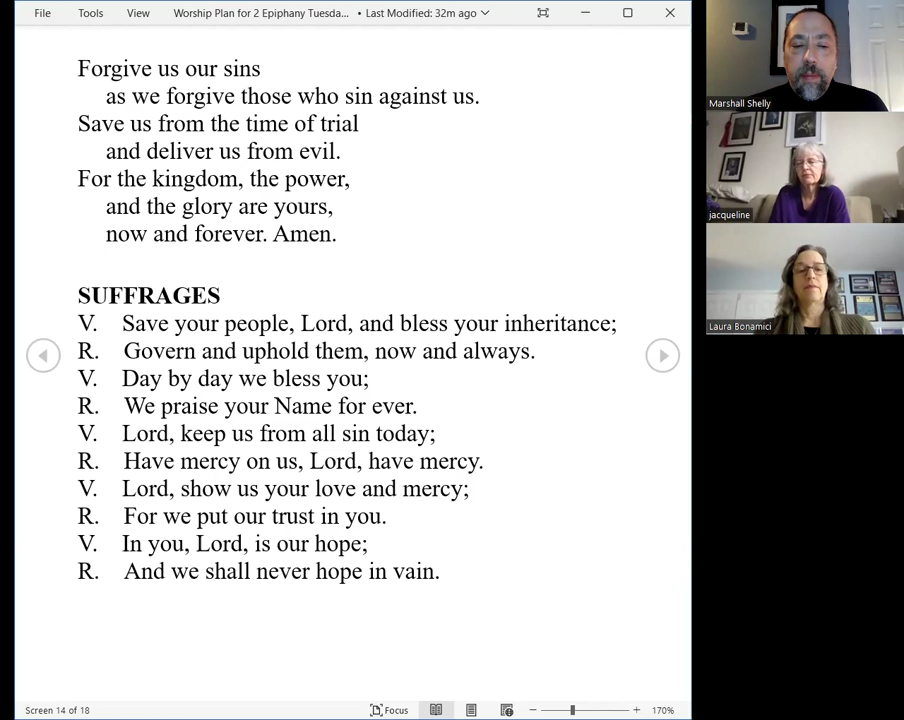 File Tools View Worship Plan for 2 Epiphany Tuesda... • Last Modified: 32m ago
Forgive us our sins
as we forgive those who sin against us.
Save us from the time of trial
and deliver us from evil.
For the kingdom, the power,
and the glory are yours,
now and forever. Amen.
SUFFRAGES
V. Save your people, Lord, and bless your inheritance;
R. Govern and uphold them, now and always.
V. Day by day we bless you;
R. We praise your Name for ever.
V. Lord, keep us from all sin today;
R. Have mercy on us, Lord, have mercy.
V. Lord, show us your love and mercy;
R. For we put our trust in you.
V. In you, Lord, is our hope;
R. And we shall never hope in vain.
Screen 14 of 18 Focus 170%
Marshall Shelly
jacqueline
Laura Bonamici